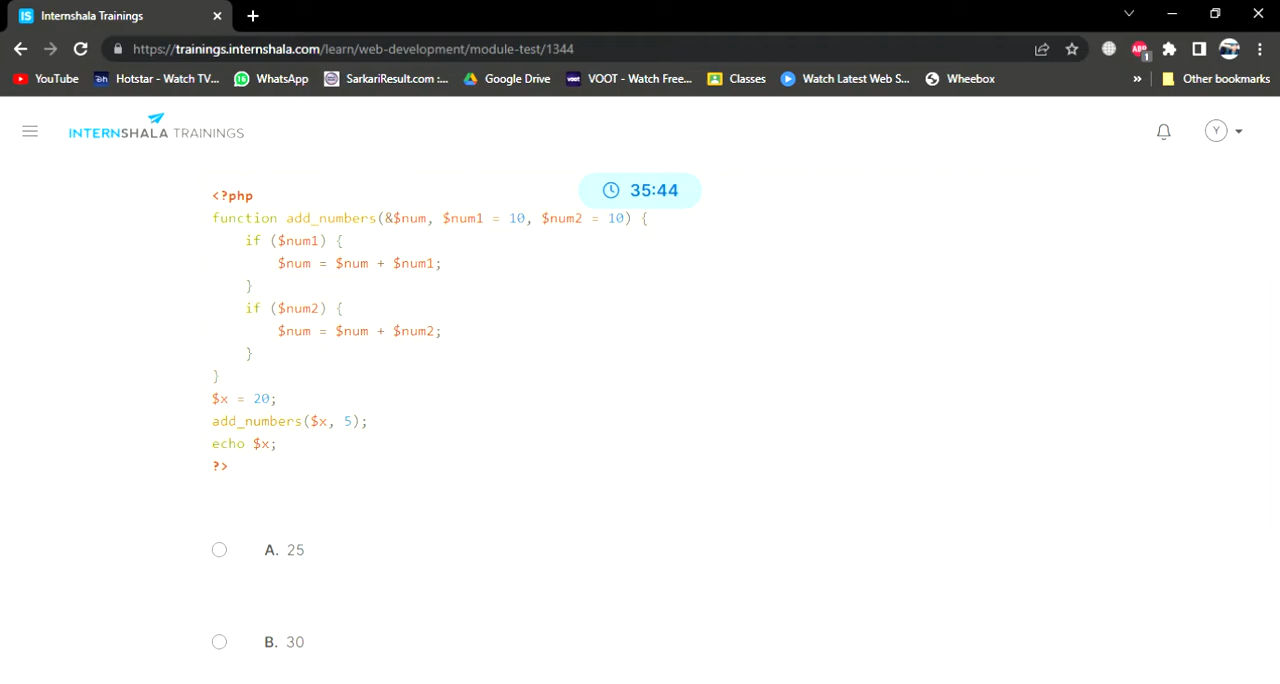 Internshala Trainings
https://trainings.internshala.com/learn/web-development/module-test/1344
ABP 1
YouTube Hotstar - Watch TV... WhatsApp SarkariResult.com :... Google Drive VOOT - Watch Free... Classes Watch Latest Web S... Wheebox » Other bookmarks
INTERNSHALA TRAININGS Y
35:44
<?php
function add_numbers(&$num, $num1 = 10, $num2 = 10) {
if ($num1) {
$num = $num + $num1;
}
if ($num2) {
$num = $num + $num2;
}
}
$x = 20;
add_numbers($x, 5);
echo $x;
?>
A. 25
B. 30